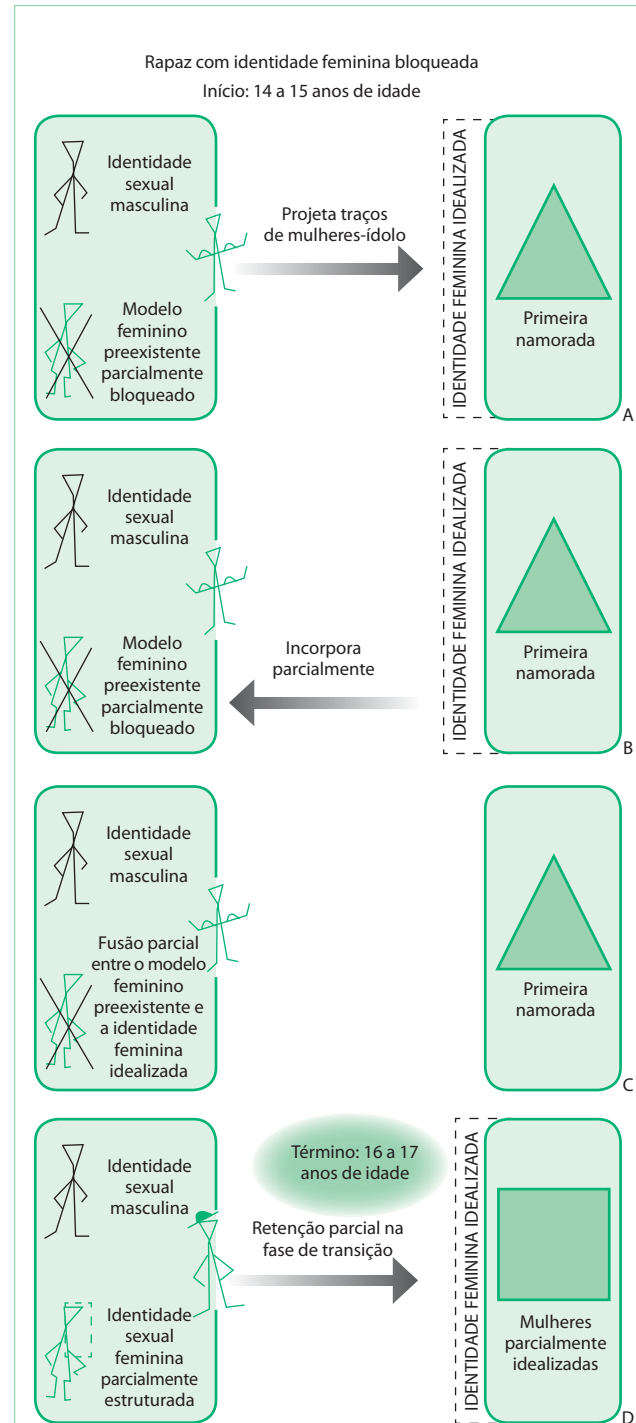 Rapaz com identidade feminina bloqueada
Início: 14 a 15 anos de idade
Identidade
sexual
masculina
Modelo
feminino
preexistente
parcialmente
bloqueado
Projeta traços
de mulheres-ídolo
IDENTIDADE FEMININA IDEALIZADA
Primeira
namorada
A
Identidade
sexual
masculina
Modelo
feminino
preexistente
parcialmente
bloqueado
Incorpora
parcialmente
IDENTIDADE FEMININA IDEALIZADA
Primeira
namorada
B
Identidade
sexual
masculina
Fusão parcial
entre o modelo
feminino
preexistente e
a identidade
feminina
idealizada
Primeira
namorada
C
Identidade
sexual
masculina
Identidade
sexual
feminina
parcialmente
estruturada
Término: 16 a 17
anos de idade
Retenção parcial na
fase de transição
IDENTIDADE FEMININA IDEALIZADA
Mulheres
parcialmente
idealizadas
D